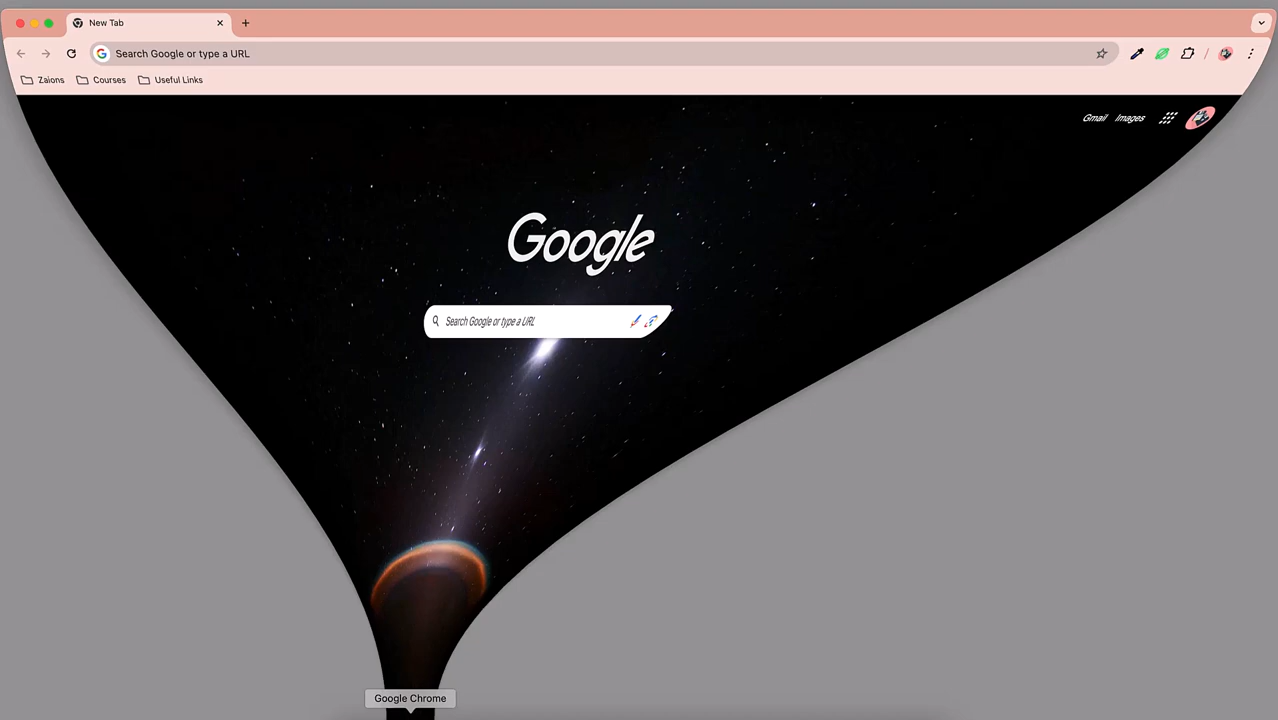 New Tab
Search Google or type a URL
Zaions Courses Useful Links
Gmail Images
Google
Search Google or type a URL
Google Chrome